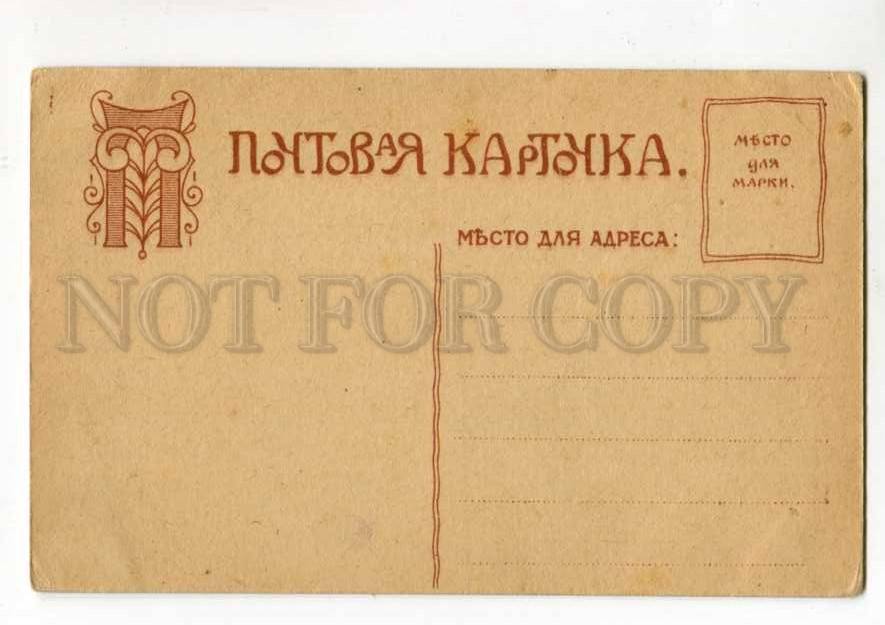 ПОЧТОВАЯ КАРТОЧКА.
МѢСТО
ДЛЯ
МАРКИ.
МѢСТО ДЛЯ АДРЕСА:
NOT FOR COPY